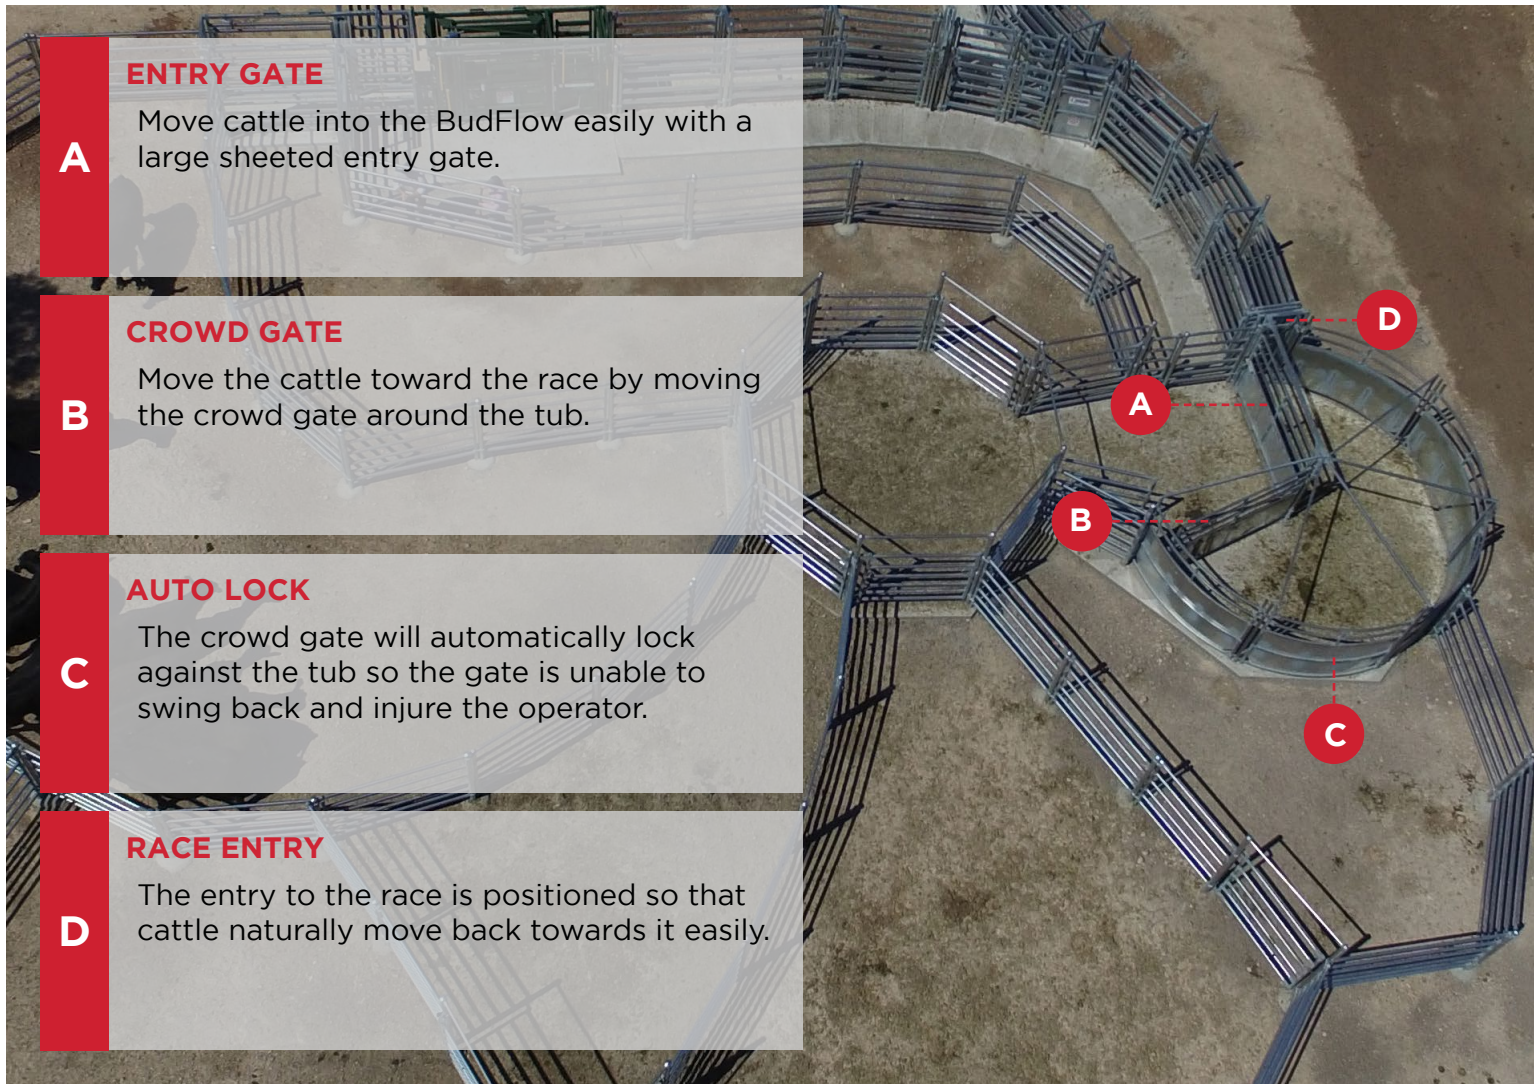 A
ENTRY GATE
Move cattle into the BudFlow easily with a
large sheeted entry gate.
B
CROWD GATE
Move the cattle toward the race by moving
the crowd gate around the tub.
C
AUTO LOCK
The crowd gate will automatically lock
against the tub so the gate is unable to
swing back and injure the operator.
D
RACE ENTRY
The entry to the race is positioned so that
cattle naturally move back towards it easily.
D
A
B
C